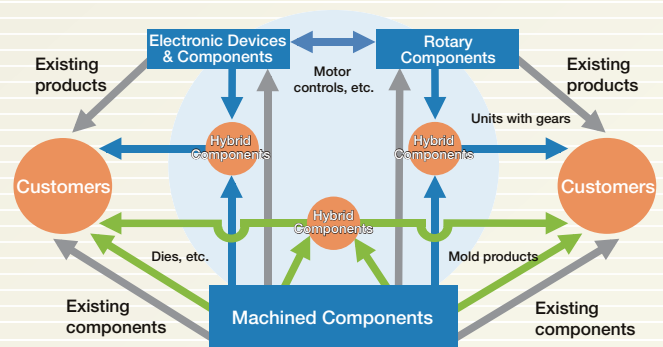 Electronic Devices
& Components
Rotary
Components
Existing
products
Motor
controls, etc.
Existing
products
Units with gears
Hybrid
Components
Hybrid
Components
Customers
Customers
Hybrid
Components
Dies, etc.
Mold products
Existing
components
Machined Components
Existing
components